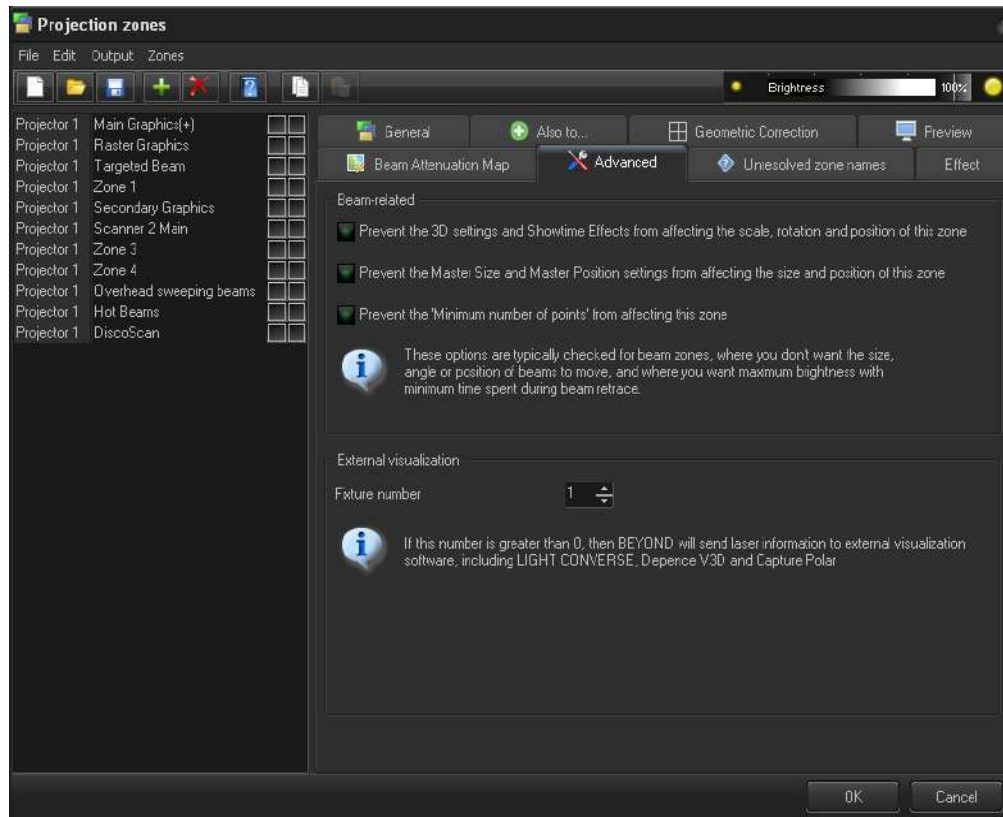 Projection zones
File Edit Output Zones
Brightness 100%
Projector 1 Main Graphics(+)
Projector 1 Raster Graphics
Projector 1 Targeted Beam
Projector 1 Zone 1
Projector 1 Secondary Graphics
Projector 1 Scanner 2 Main
Projector 1 Zone 3
Projector 1 Zone 4
Projector 1 Overhead sweeping beams
Projector 1 Hot Beams
Projector 1 DiscoScan
General Also to... Geometric Correction Preview
Beam Attenuation Map Advanced Unresolved zone names Effect
Beam-related
Prevent the 3D settings and Showtime Effects from affecting the scale, rotation and position of this zone
Prevent the Master Size and Master Position settings from affecting the size and position of this zone
Prevent the 'Minimum number of points' from affecting this zone
These options are typically checked for beam zones, where you don't want the size,
angle or position of beams to move, and where you want maximum brightness with
minimum time spent during beam retrace.
External visualization
Fixture number 1
If this number is greater than 0, then BEYOND will send laser information to external visualization
software, including LIGHT CONVERSE, Depence V3D and Capture Polar
OK Cancel